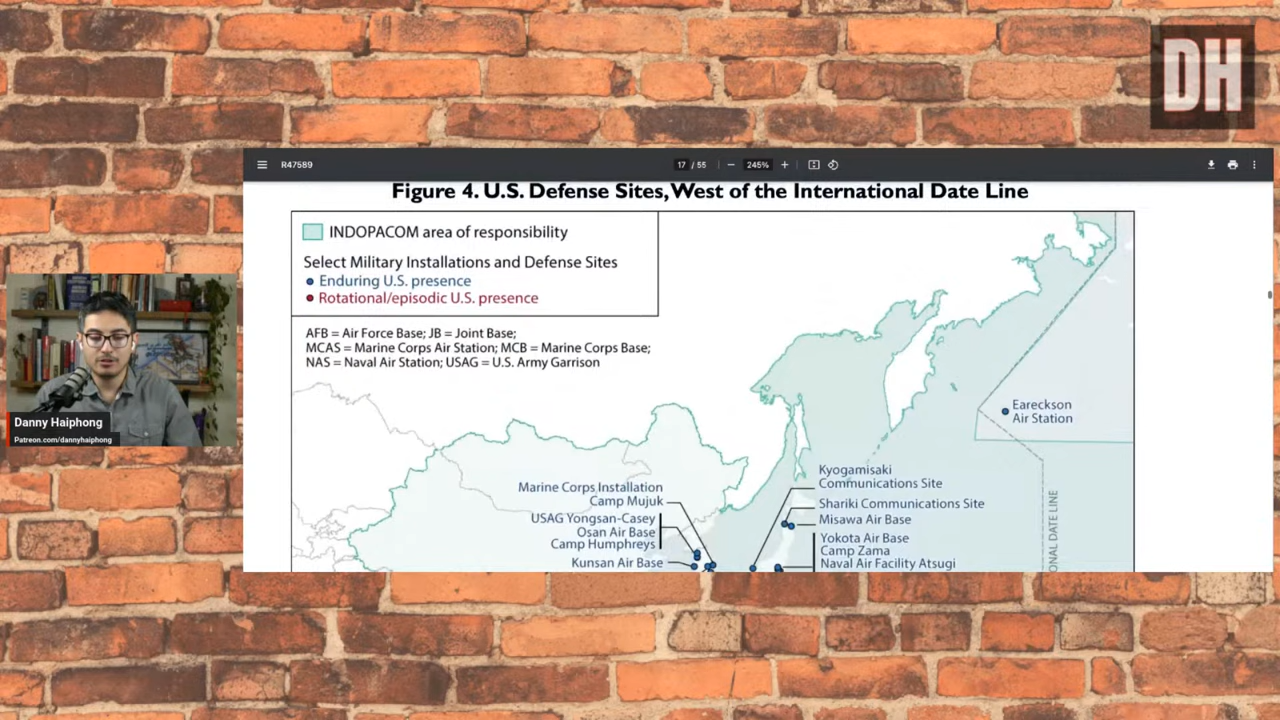 DH
R47589
17 / 55
245%
Figure 4. U.S. Defense Sites, West of the International Date Line
INDOPACOM area of responsibility
Select Military Installations and Defense Sites
Enduring U.S. presence
Rotational/episodic U.S. presence
AFB = Air Force Base; JB = Joint Base;
MCAS = Marine Corps Air Station; MCB = Marine Corps Base;
NAS = Naval Air Station; USAG = U.S. Army Garrison
Eareckson
Air Station
Marine Corps Installation
Camp Mujuk
USAG Yongsan-Casey
Osan Air Base
Camp Humphreys
Kunsan Air Base
Kyogamisaki
Communications Site
Shariki Communications Site
Misawa Air Base
Yokota Air Base
Camp Zama
Naval Air Facility Atsugi
ONAL DATE LINE
Danny Haiphong
Patreon.com/dannyhaiphong